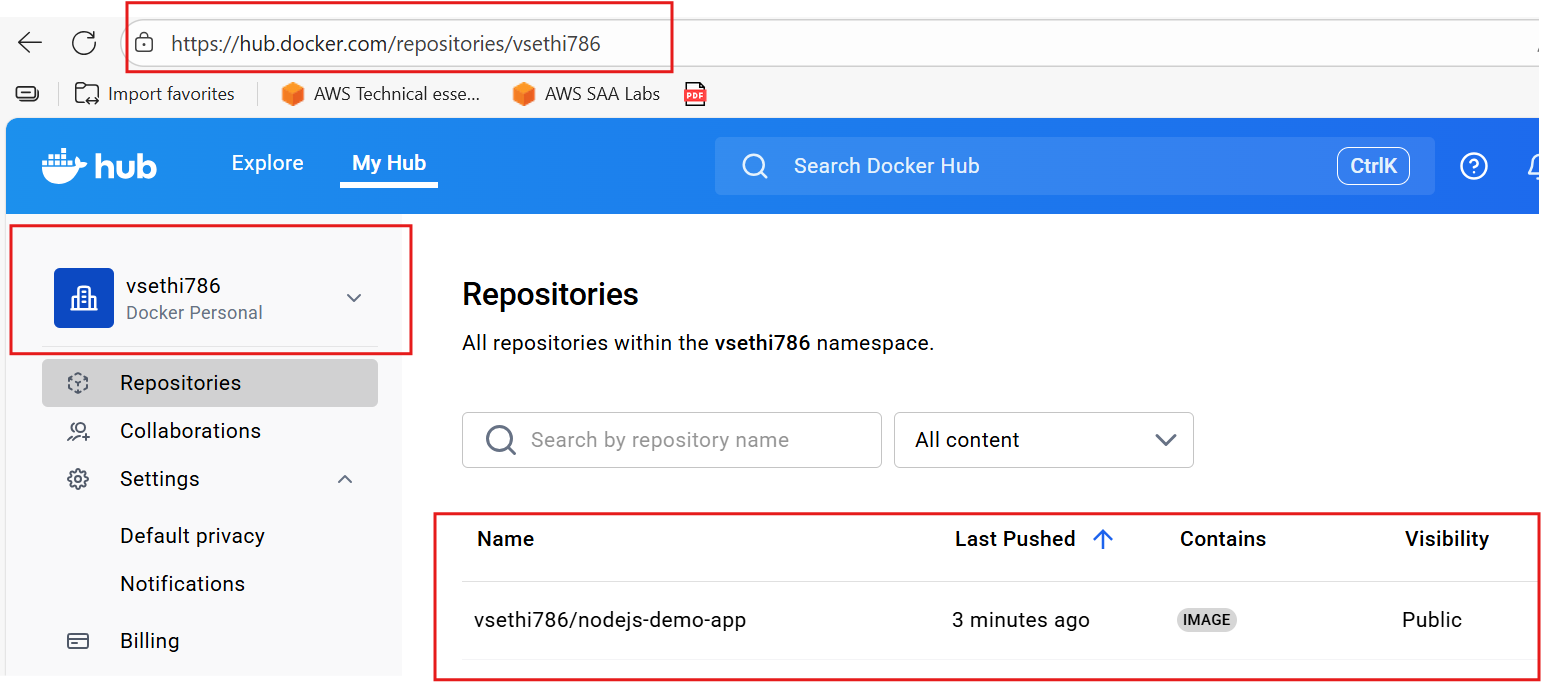 https://hub.docker.com/repositories/vsethi786
Import favorites AWS Technical esse... AWS SAA Labs PDF
hub Explore My Hub Search Docker Hub CtrlK ?
vsethi786
Docker Personal
Repositories
Collaborations
Settings
Default privacy
Notifications
Billing
Repositories
All repositories within the vsethi786 namespace.
Search by repository name All content
Name Last Pushed Contains Visibility
vsethi786/nodejs-demo-app 3 minutes ago IMAGE Public